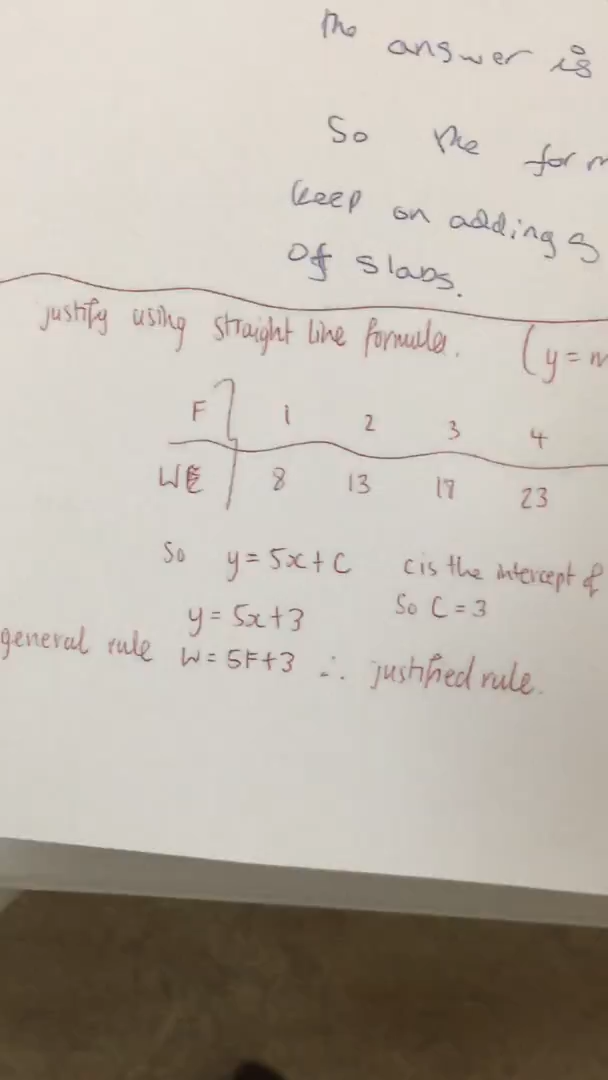 The answer is
So the form
keep on adding 5
of slabs.
justify using straight line formula. (y=m
F 1 2 3 4
W 8 13 18 23
So y=5x+C c is the intercept of
y=5x+3 So C=3
general rule W=5F+3 ∴ justified rule.